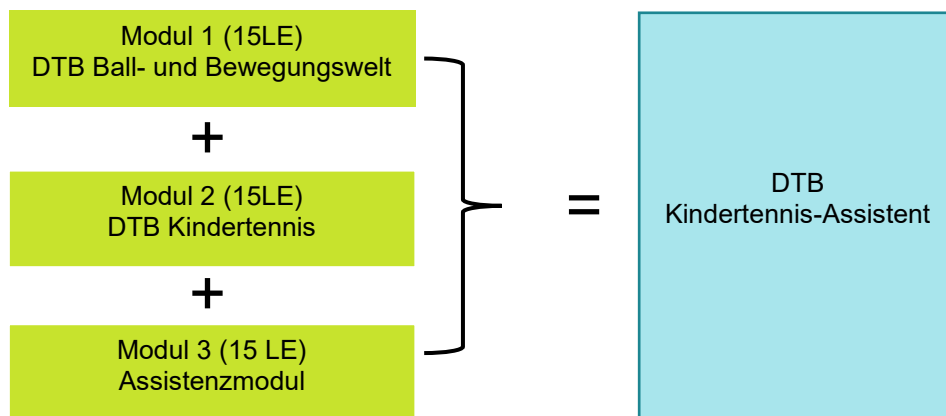 Modul 1 (15LE)
DTB Ball- und Bewegungswelt
+
Modul 2 (15LE)
DTB Kindertennis
+
Modul 3 (15 LE)
Assistenzmodul
=
DTB
Kindertennis-Assistent